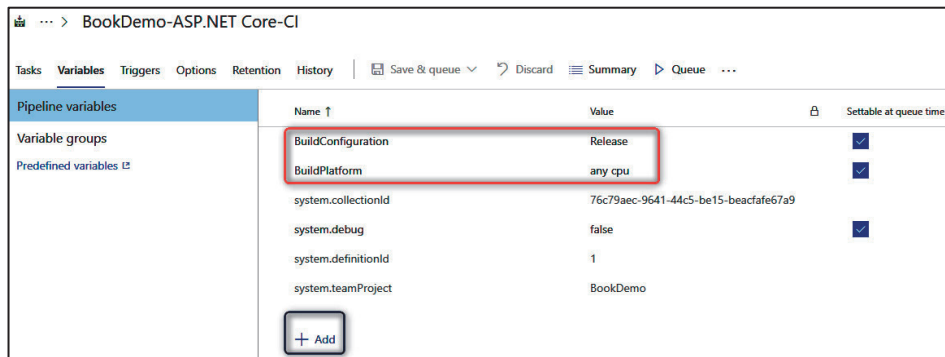 ... > BookDemo-ASP.NET Core-CI
Tasks Variables Triggers Options Retention History Save & queue Discard Summary Queue ...
Pipeline variables
Variable groups
Predefined variables
Name ↑ Value Settable at queue time
BuildConfiguration Release
BuildPlatform any cpu
system.collectionId 76c79aec-9641-44c5-be15-beacfafe67a9
system.debug false
system.definitionId 1
system.teamProject BookDemo
+ Add